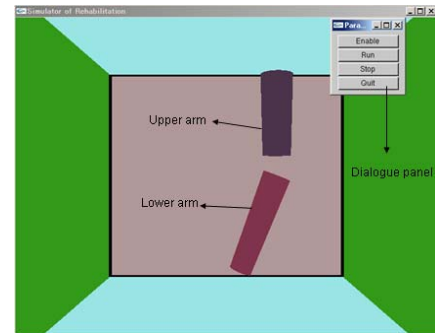 Simulator of Rehabilitation
Para...
Enable
Run
Stop
Quit
Upper arm
Dialogue panel
Lower arm